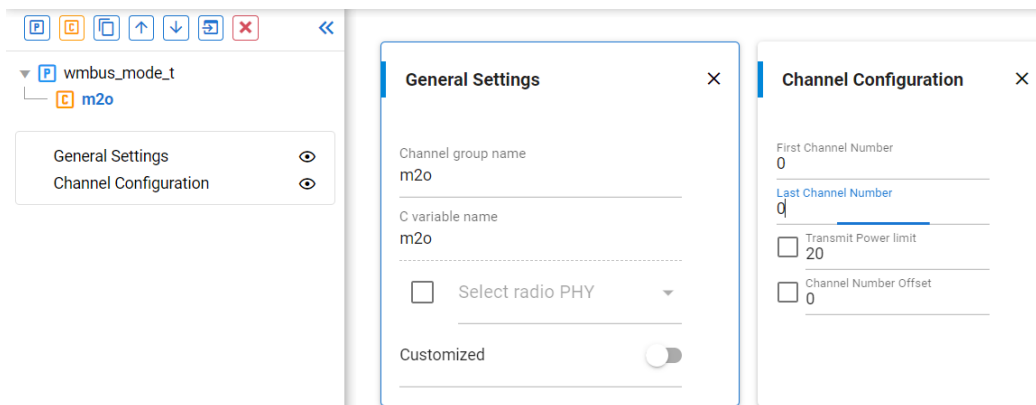 P C
P wmbus_mode_t
C m2o
General Settings
Channel Configuration
General Settings
Channel group name
m2o
C variable name
m2o
Select radio PHY
Customized
Channel Configuration
First Channel Number
0
Last Channel Number
0
Transmit Power limit
20
Channel Number Offset
0